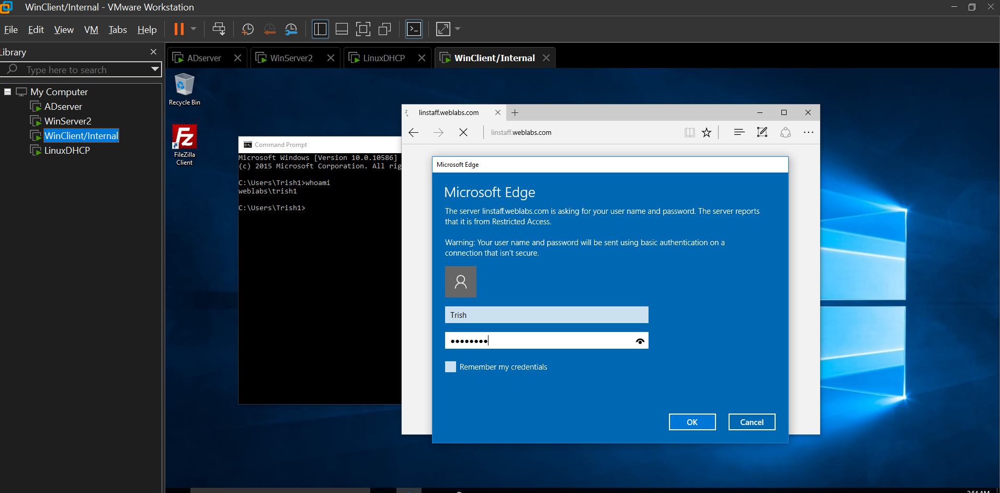 WinClient/Internal - VMware Workstation
File Edit View VM Tabs Help
Library
Type here to search
My Computer
ADserver
WinServer2
WinClient/Internal
LinuxDHCP
ADserver WinServer2 LinuxDHCP WinClient/Internal
Recycle Bin
FileZilla
Client
Command Prompt
Microsoft Windows [Version 10.0.10586]
(c) 2015 Microsoft Corporation. All rig
C:\Users\Trish1>whoami
weblabs\trish1
C:\Users\Trish1>
linstaff.weblabs.com
linstaff.weblabs.com
Microsoft Edge
Microsoft Edge
The server linstaff.weblabs.com is asking for your user name and password. The server reports
that it is from Restricted Access.
Warning: Your user name and password will be sent using basic authentication on a
connection that isn't secure.
Trish
Remember my credentials
OK Cancel